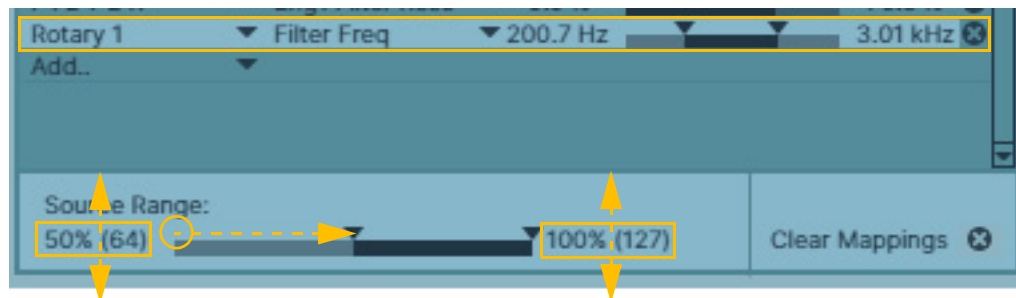 Rotary 1 Filter Freq 200.7 Hz 3.01 kHz
Add..
Source Range:
50% (64) 100% (127) Clear Mappings